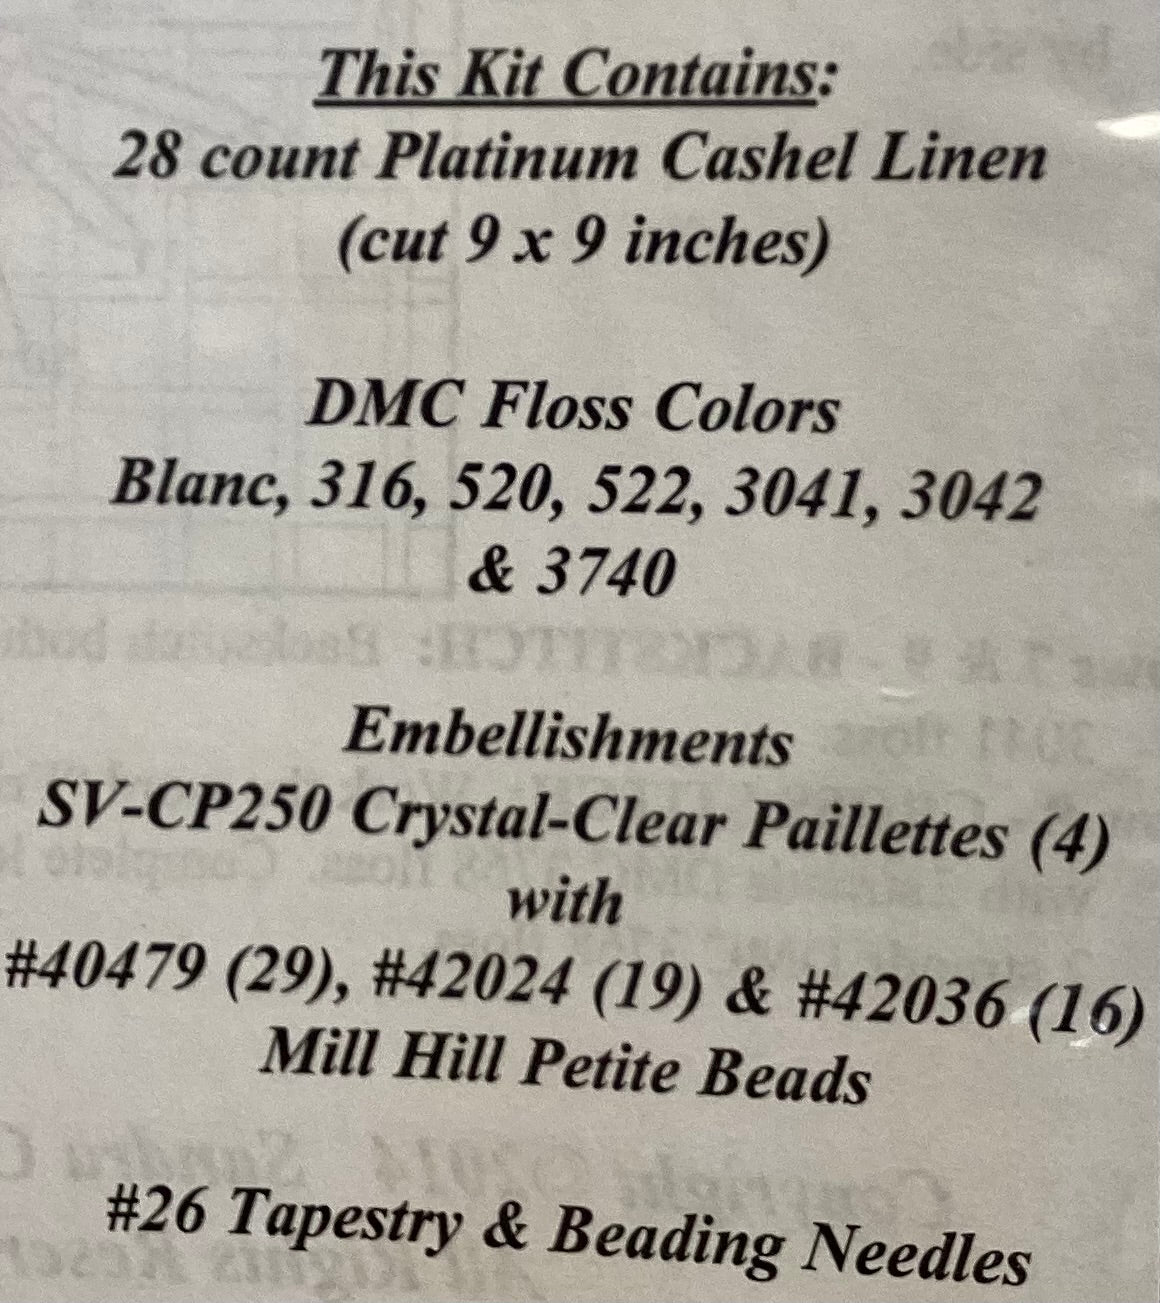 This Kit Contains:
28 count Platinum Cashel Linen
(cut 9 x 9 inches)
DMC Floss Colors
Blanc, 316, 520, 522, 3041, 3042
& 3740
Embellishments
SV-CP250 Crystal-Clear Paillettes (4)
with
#40479 (29), #42024 (19) & #42036 (16)
Mill Hill Petite Beads
#26 Tapestry & Beading Needles